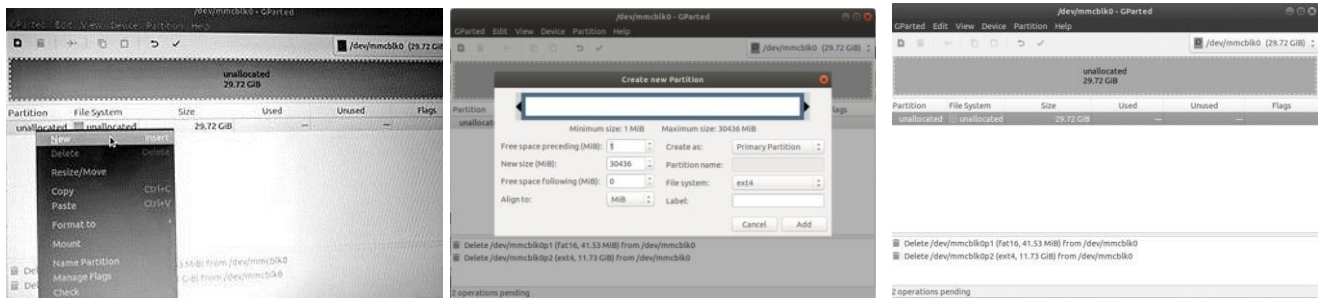 /dev/mmcblk0 - GParted
GParted Edit View Device Partition Help
/dev/mmcblk0 (29.72 GiB)
unallocated
29.72 GiB
Partition File System Size Used Unused Flags
unallocated unallocated 29.72 GiB — —
New Insert
Delete Delete
Resize/Move
Copy Ctrl+C
Paste Ctrl+V
Format to
Mount
Name Partition
Manage Flags
Check
from /dev/mmcblk0
from /dev/mmcblk0
/dev/mmcblk0 - GParted
GParted Edit View Device Partition Help
/dev/mmcblk0 (29.72 GiB)
Create new Partition
Partition
Flags
unallocat
Minimum size: 1 MiB Maximum size: 30436 MiB
Free space preceding (MiB): 1 Create as: Primary Partition
New size (MiB): 30436 Partition name:
Free space following (MiB): 0 File system: ext4
Align to: MiB Label:
Cancel Add
Delete /dev/mmcblk0p1 (fat16, 41.53 MiB) from /dev/mmcblk0
Delete /dev/mmcblk0p2 (ext4, 11.73 GiB) from /dev/mmcblk0
2 operations pending
/dev/mmcblk0 - GParted
GParted Edit View Device Partition Help
/dev/mmcblk0 (29.72 GiB)
unallocated
29.72 GiB
Partition File System Size Used Unused Flags
unallocated unallocated 29.72 GiB — —
Delete /dev/mmcblk0p1 (fat16, 41.53 MiB) from /dev/mmcblk0
Delete /dev/mmcblk0p2 (ext4, 11.73 GiB) from /dev/mmcblk0
2 operations pending